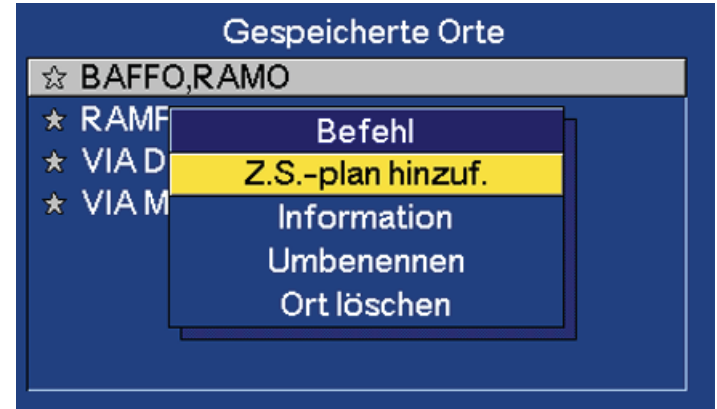 Gespeicherte Orte
BAFFO,RAMO
RAMF
VIA D
VIA M
Befehl
Z.S.-plan hinzuf.
Information
Umbenennen
Ort löschen